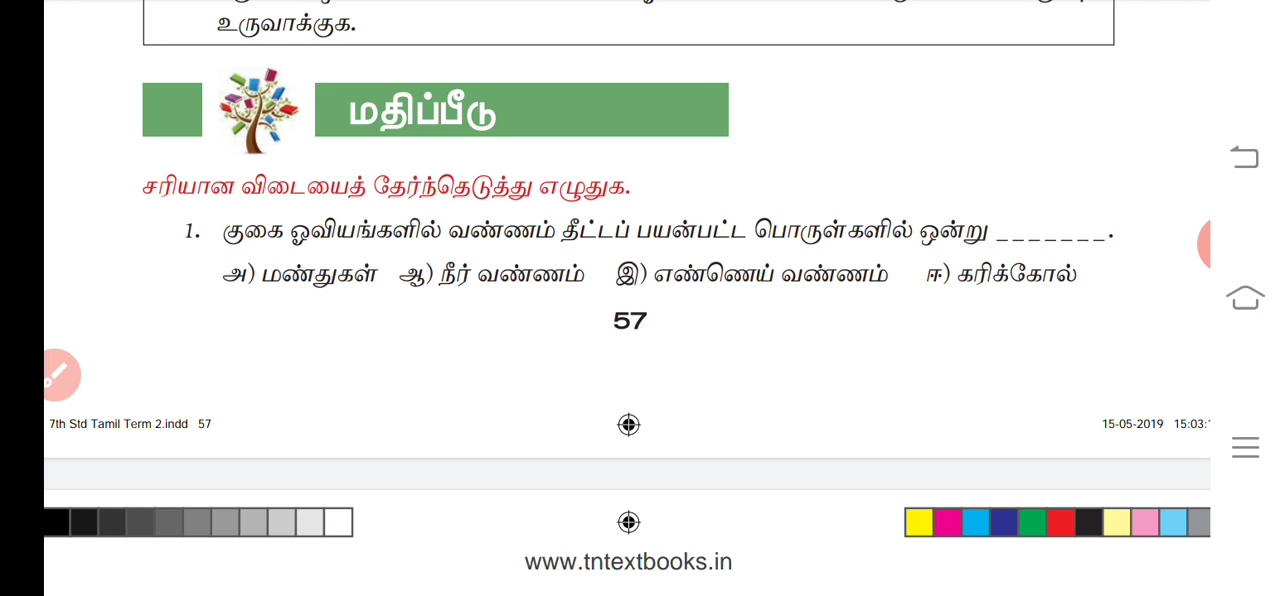 உருவாக்குக.
மதிப்பீடு
சரியான விடையைத் தேர்ந்தெடுத்து எழுதுக.
1. குகை ஓவியங்களில் வண்ணம் தீட்டப் பயன்பட்ட பொருள்களில் ஒன்று _______.
அ) மண்துகள் ஆ) நீர் வண்ணம் இ) எண்ணெய் வண்ணம் ஈ) கரிக்கோல்
57
7th Std Tamil Term 2.indd 57 15-05-2019 15:03:
www.tntextbooks.in